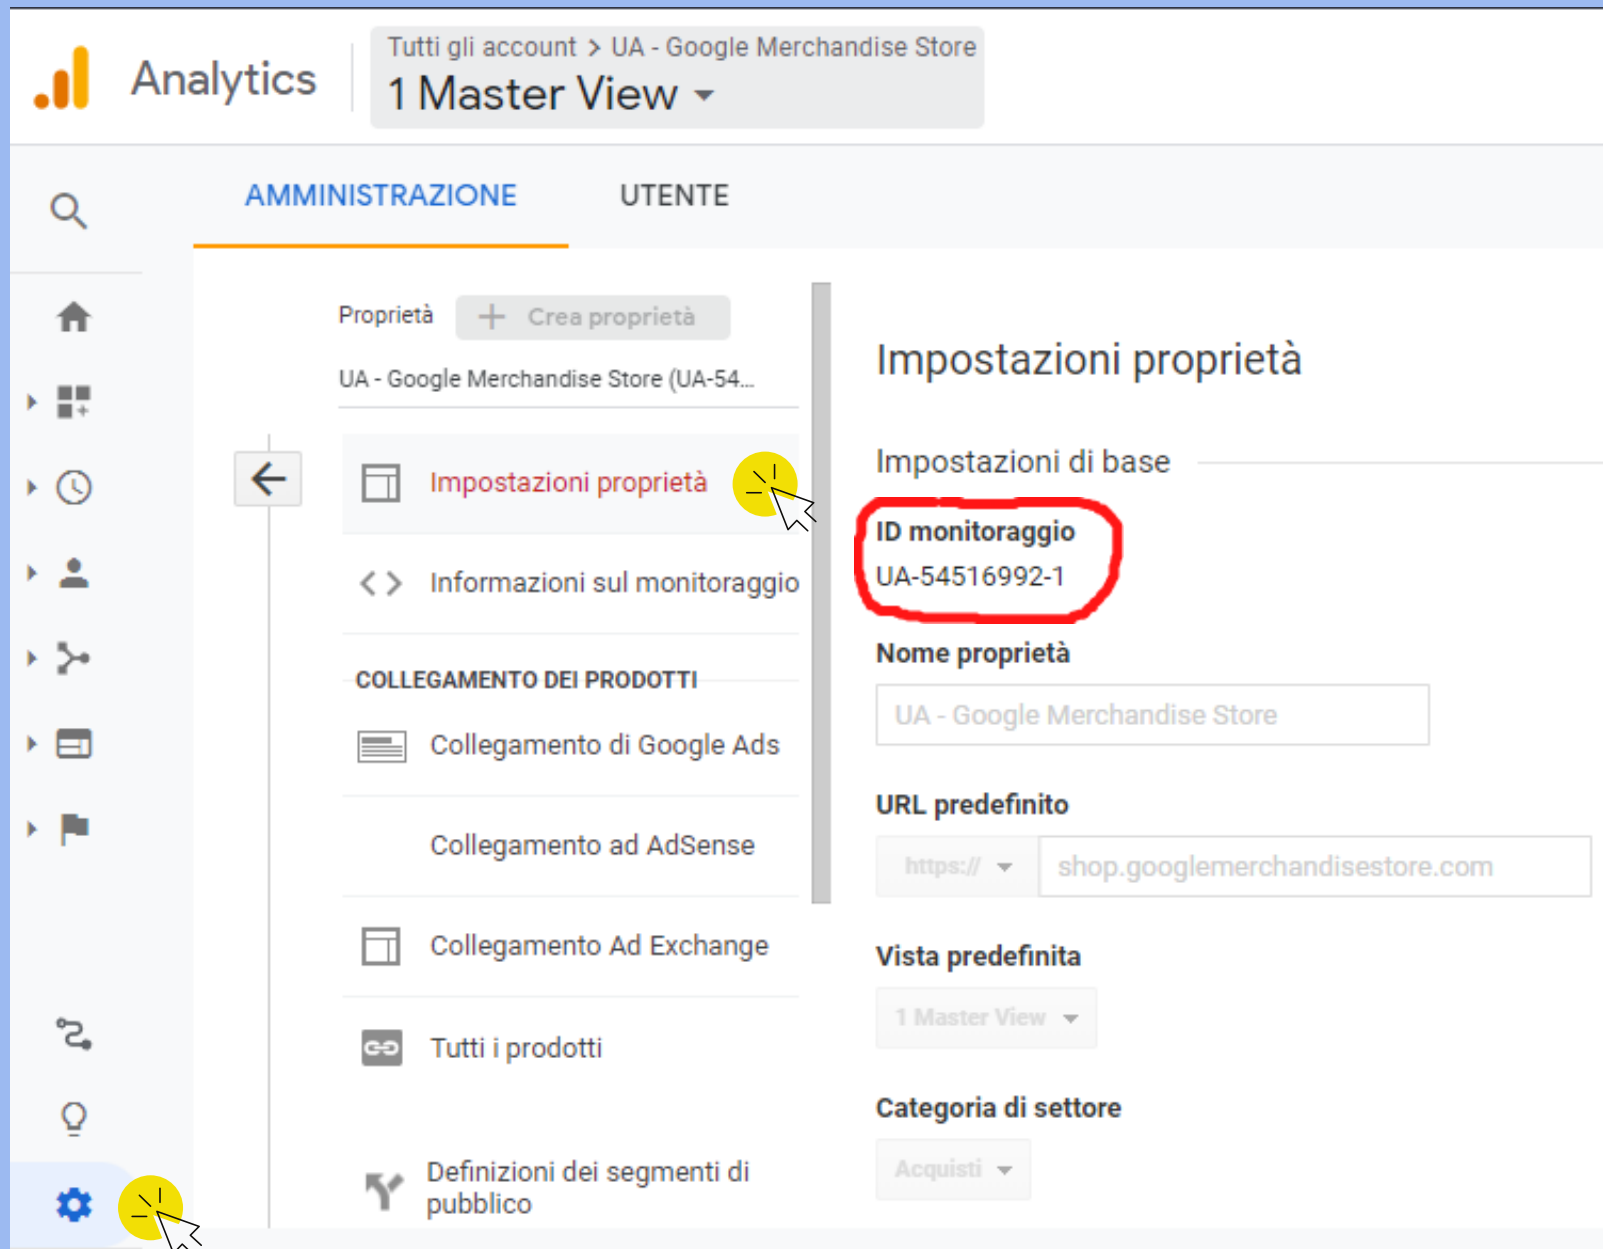 Analytics
Tutti gli account > UA - Google Merchandise Store
1 Master View
AMMINISTRAZIONE
UTENTE
Proprietà
+ Crea proprietà
UA - Google Merchandise Store (UA-54...
Impostazioni proprietà
Informazioni sul monitoraggio
COLLEGAMENTO DEI PRODOTTI
Collegamento di Google Ads
Collegamento ad AdSense
Collegamento Ad Exchange
Tutti i prodotti
Definizioni dei segmenti di
pubblico
Impostazioni proprietà
Impostazioni di base
ID monitoraggio
UA-54516992-1
Nome proprietà
UA - Google Merchandise Store
URL predefinito
https://
shop.googlemerchandisestore.com
Vista predefinita
1 Master View
Categoria di settore
Acquisti